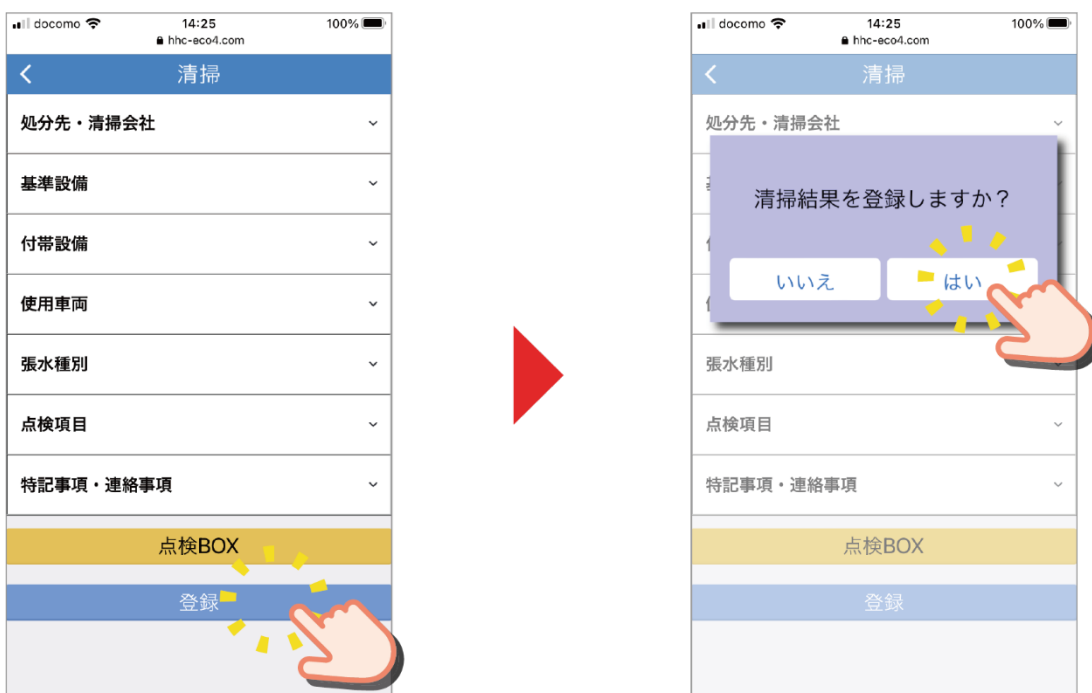 docomo 14:25 100%
hhc-eco4.com
清掃
処分先・清掃会社
基準設備
付帯設備
使用車両
張水種別
点検項目
特記事項・連絡事項
点検BOX
登録
docomo 14:25 100%
hhc-eco4.com
清掃
処分先・清掃会社
清掃結果を登録しますか？
いいえ
はい
張水種別
点検項目
特記事項・連絡事項
点検BOX
登録